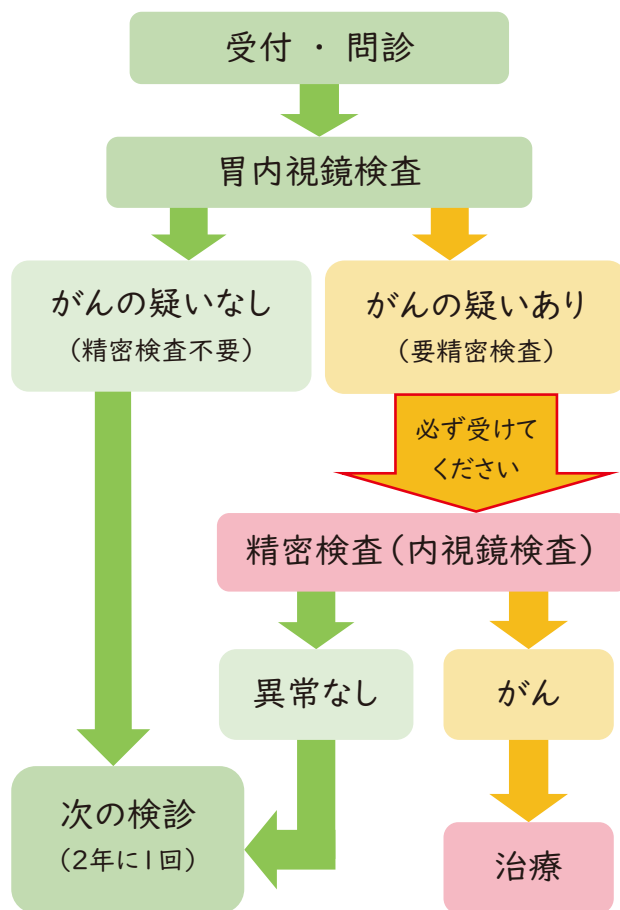 受付 ・ 問診
胃内視鏡検査
がんの疑いなし
（精密検査不要）
がんの疑いあり
（要精密検査）
必ず受けて
ください
精密検査（内視鏡検査）
異常なし
がん
次の検診
（2年に1回）
治療